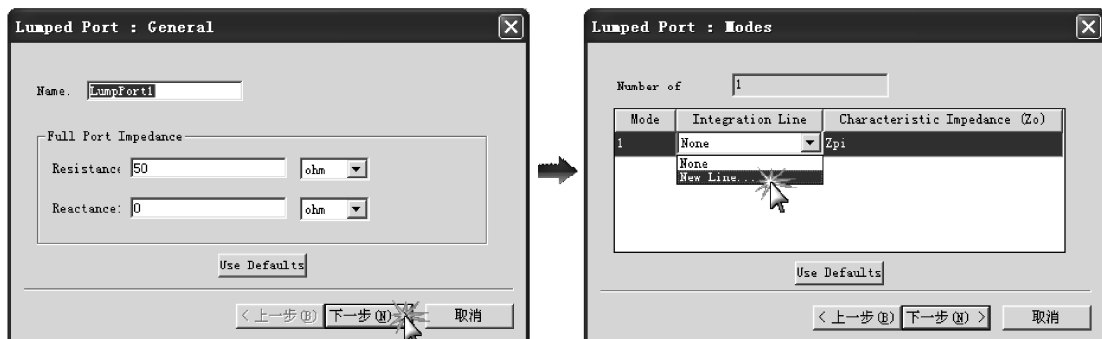 Lumped Port : General
Name. LumpPort1
Full Port Impedance
Resistance 50 ohm
Reactance: 0 ohm
Use Defaults
< 上一步(B) 下一步(N) 取消
Lumped Port : Modes
Number of 1
Mode Integration Line Characteristic Impedance (Zo)
1 None Zpi
None
New Line...
Use Defaults
< 上一步(B) 下一步(N) > 取消